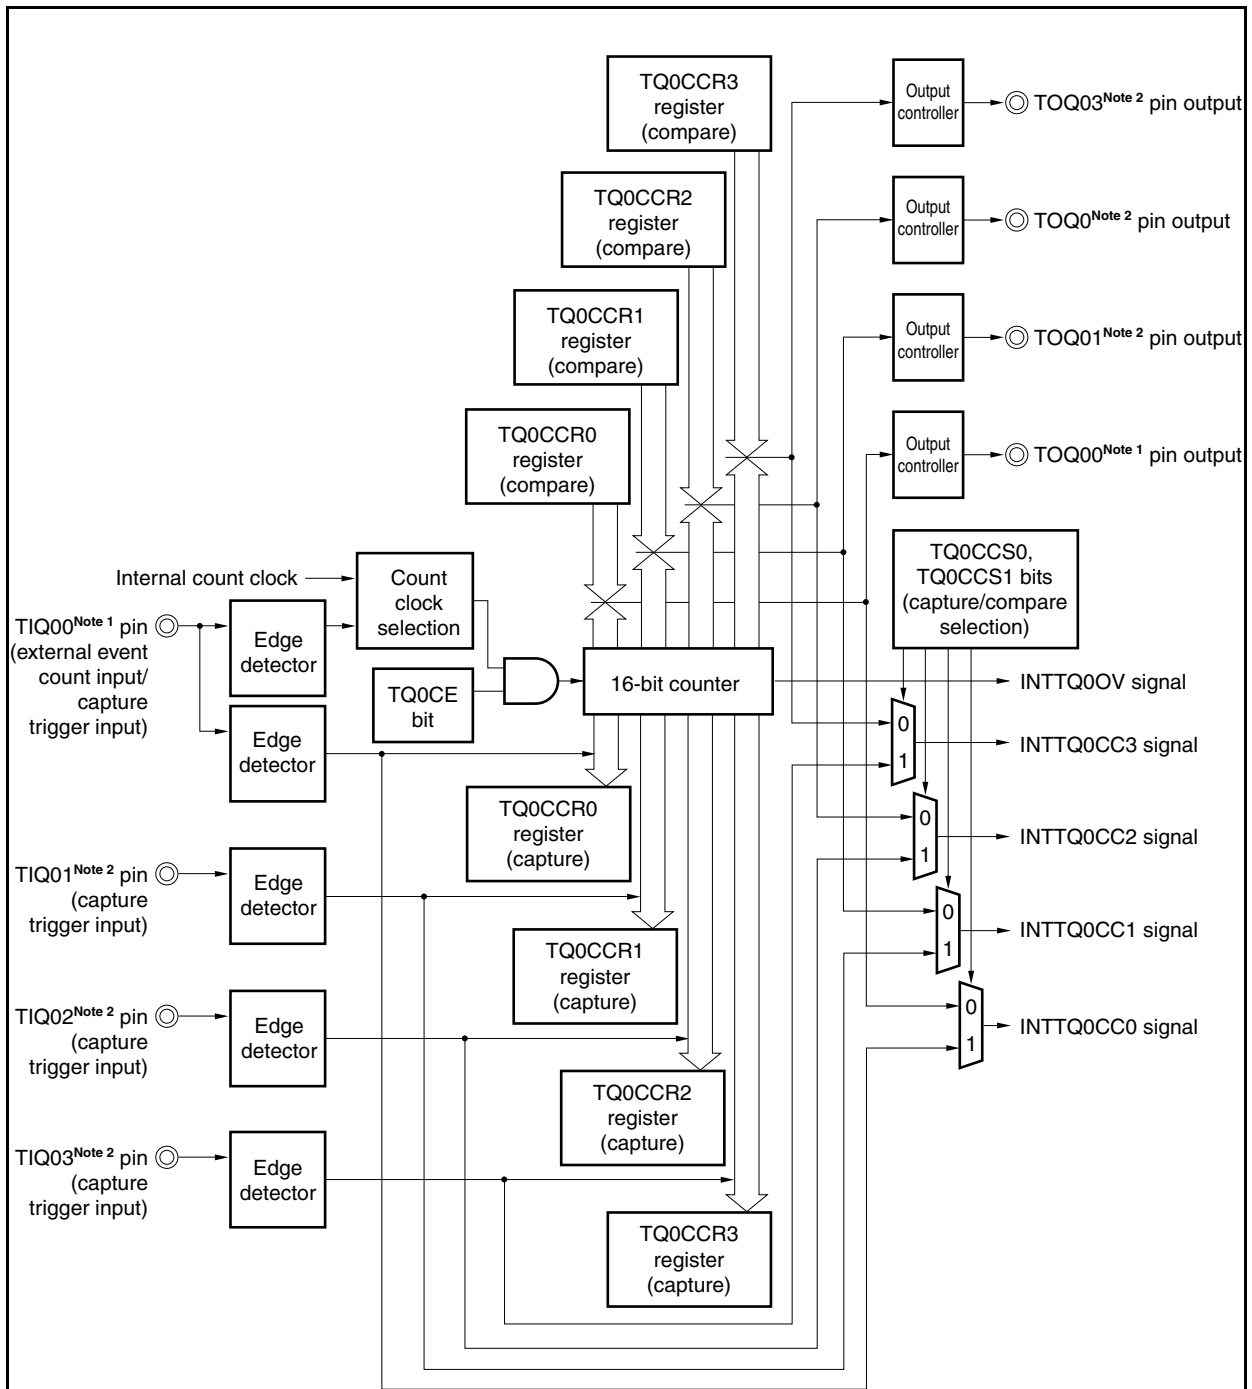 TQ0CCR3
register
(compare)
Output
controller
TOQ03Note 2 pin output
TQ0CCR2
register
(compare)
Output
controller
TOQ0Note 2 pin output
TQ0CCR1
register
(compare)
Output
controller
TOQ01Note 2 pin output
TQ0CCR0
register
(compare)
Output
controller
TOQ00Note 1 pin output
TQ0CCS0,
TQ0CCS1 bits
(capture/compare
selection)
Internal count clock
Count
clock
selection
TIQ00Note 1 pin
(external event
count input/
capture
trigger input)
Edge
detector
TQ0CE
bit
16-bit counter
INTTQ0OV signal
Edge
detector
0
1
INTTQ0CC3 signal
TQ0CCR0
register
(capture)
0
1
INTTQ0CC2 signal
TIQ01Note 2 pin
(capture
trigger input)
Edge
detector
0
1
INTTQ0CC1 signal
TQ0CCR1
register
(capture)
TIQ02Note 2 pin
(capture
trigger input)
Edge
detector
0
1
INTTQ0CC0 signal
TQ0CCR2
register
(capture)
TIQ03Note 2 pin
(capture
trigger input)
Edge
detector
TQ0CCR3
register
(capture)